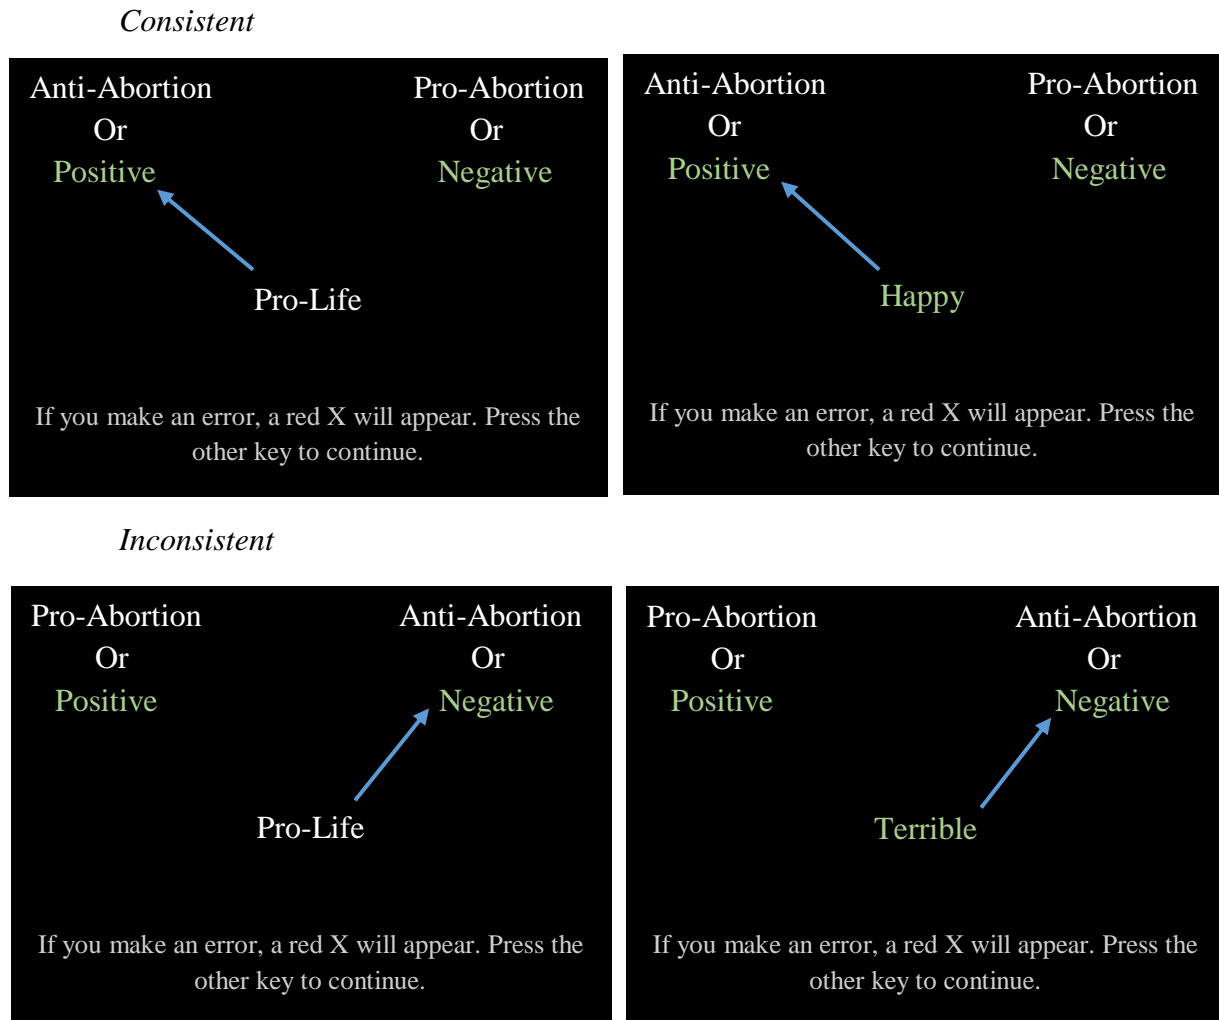 Consistent
Anti-Abortion
Or
Positive
Pro-Abortion
Or
Negative
Pro-Life
If you make an error, a red X will appear. Press the
other key to continue.
Anti-Abortion
Or
Positive
Pro-Abortion
Or
Negative
Happy
If you make an error, a red X will appear. Press the
other key to continue.
Inconsistent
Pro-Abortion
Or
Positive
Anti-Abortion
Or
Negative
Pro-Life
If you make an error, a red X will appear. Press the
other key to continue.
Pro-Abortion
Or
Positive
Anti-Abortion
Or
Negative
Terrible
If you make an error, a red X will appear. Press the
other key to continue.